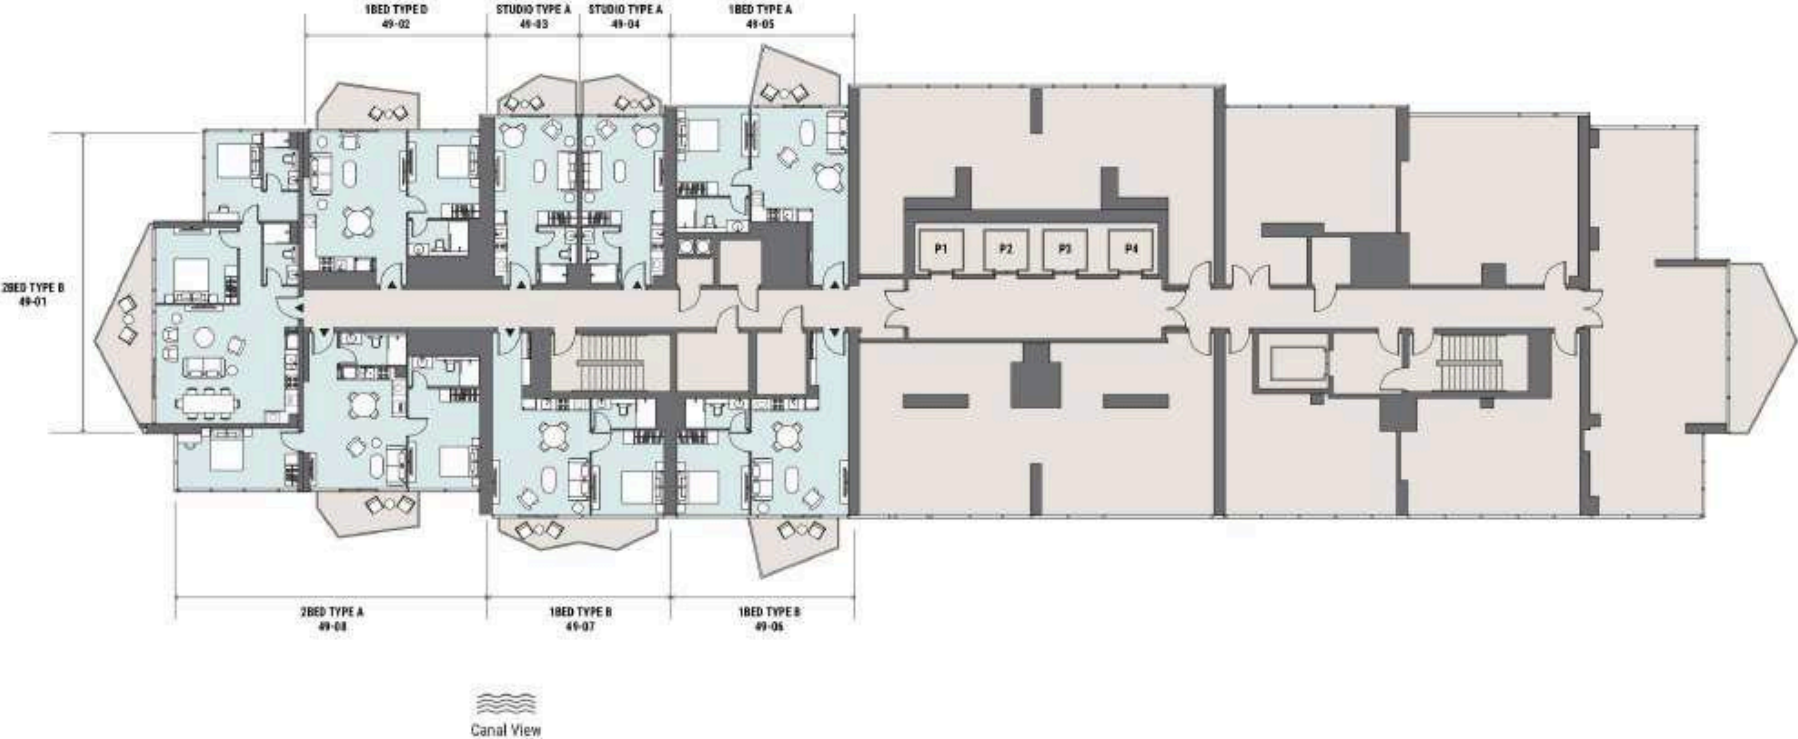 1BED TYPE D
49-02
STUDIO TYPE A
49-03
STUDIO TYPE A
49-04
1BED TYPE A
49-05
2BED TYPE B
49-01
P1
P2
P3
P4
2BED TYPE A
49-08
1BED TYPE B
49-07
1BED TYPE B
49-06
Canal View